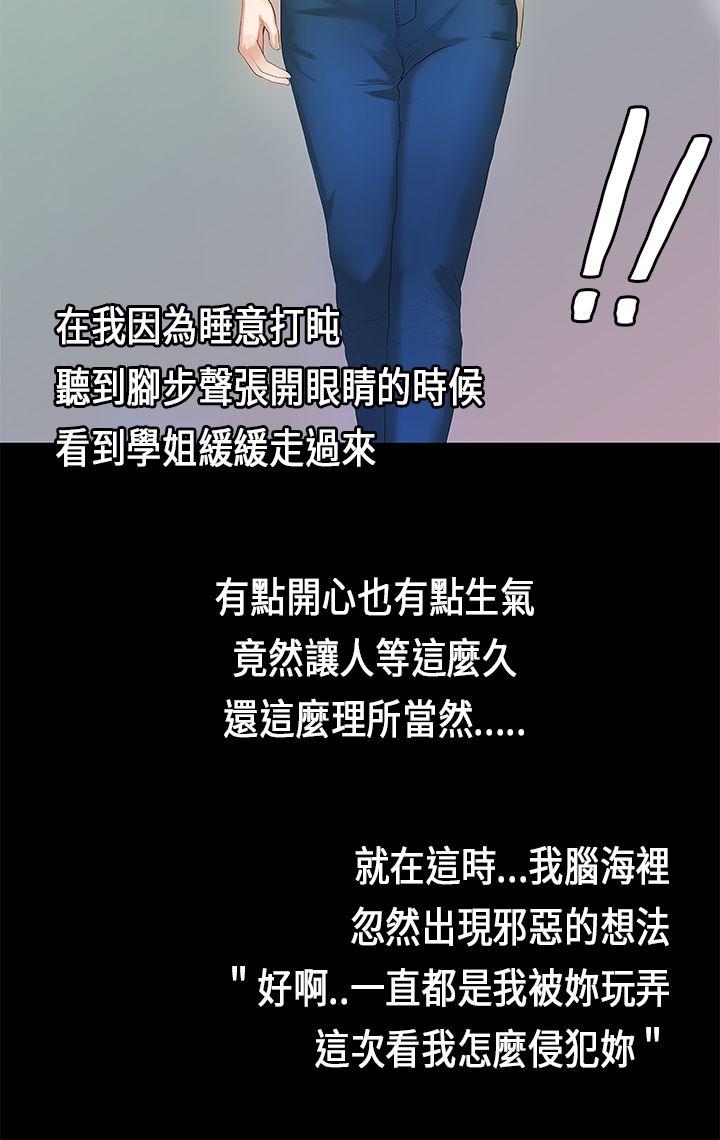 !!
在我因為睡意打盹
聽到腳步聲張開眼睛的時候
看到學姐緩緩走過來
有點開心也有點生氣
竟然讓人等這麼久
還這麼理所當然.....
就在這時...我腦海裡
忽然出現邪惡的想法
"好啊..一直都是我被妳玩弄
這次看我怎麼侵犯妳"